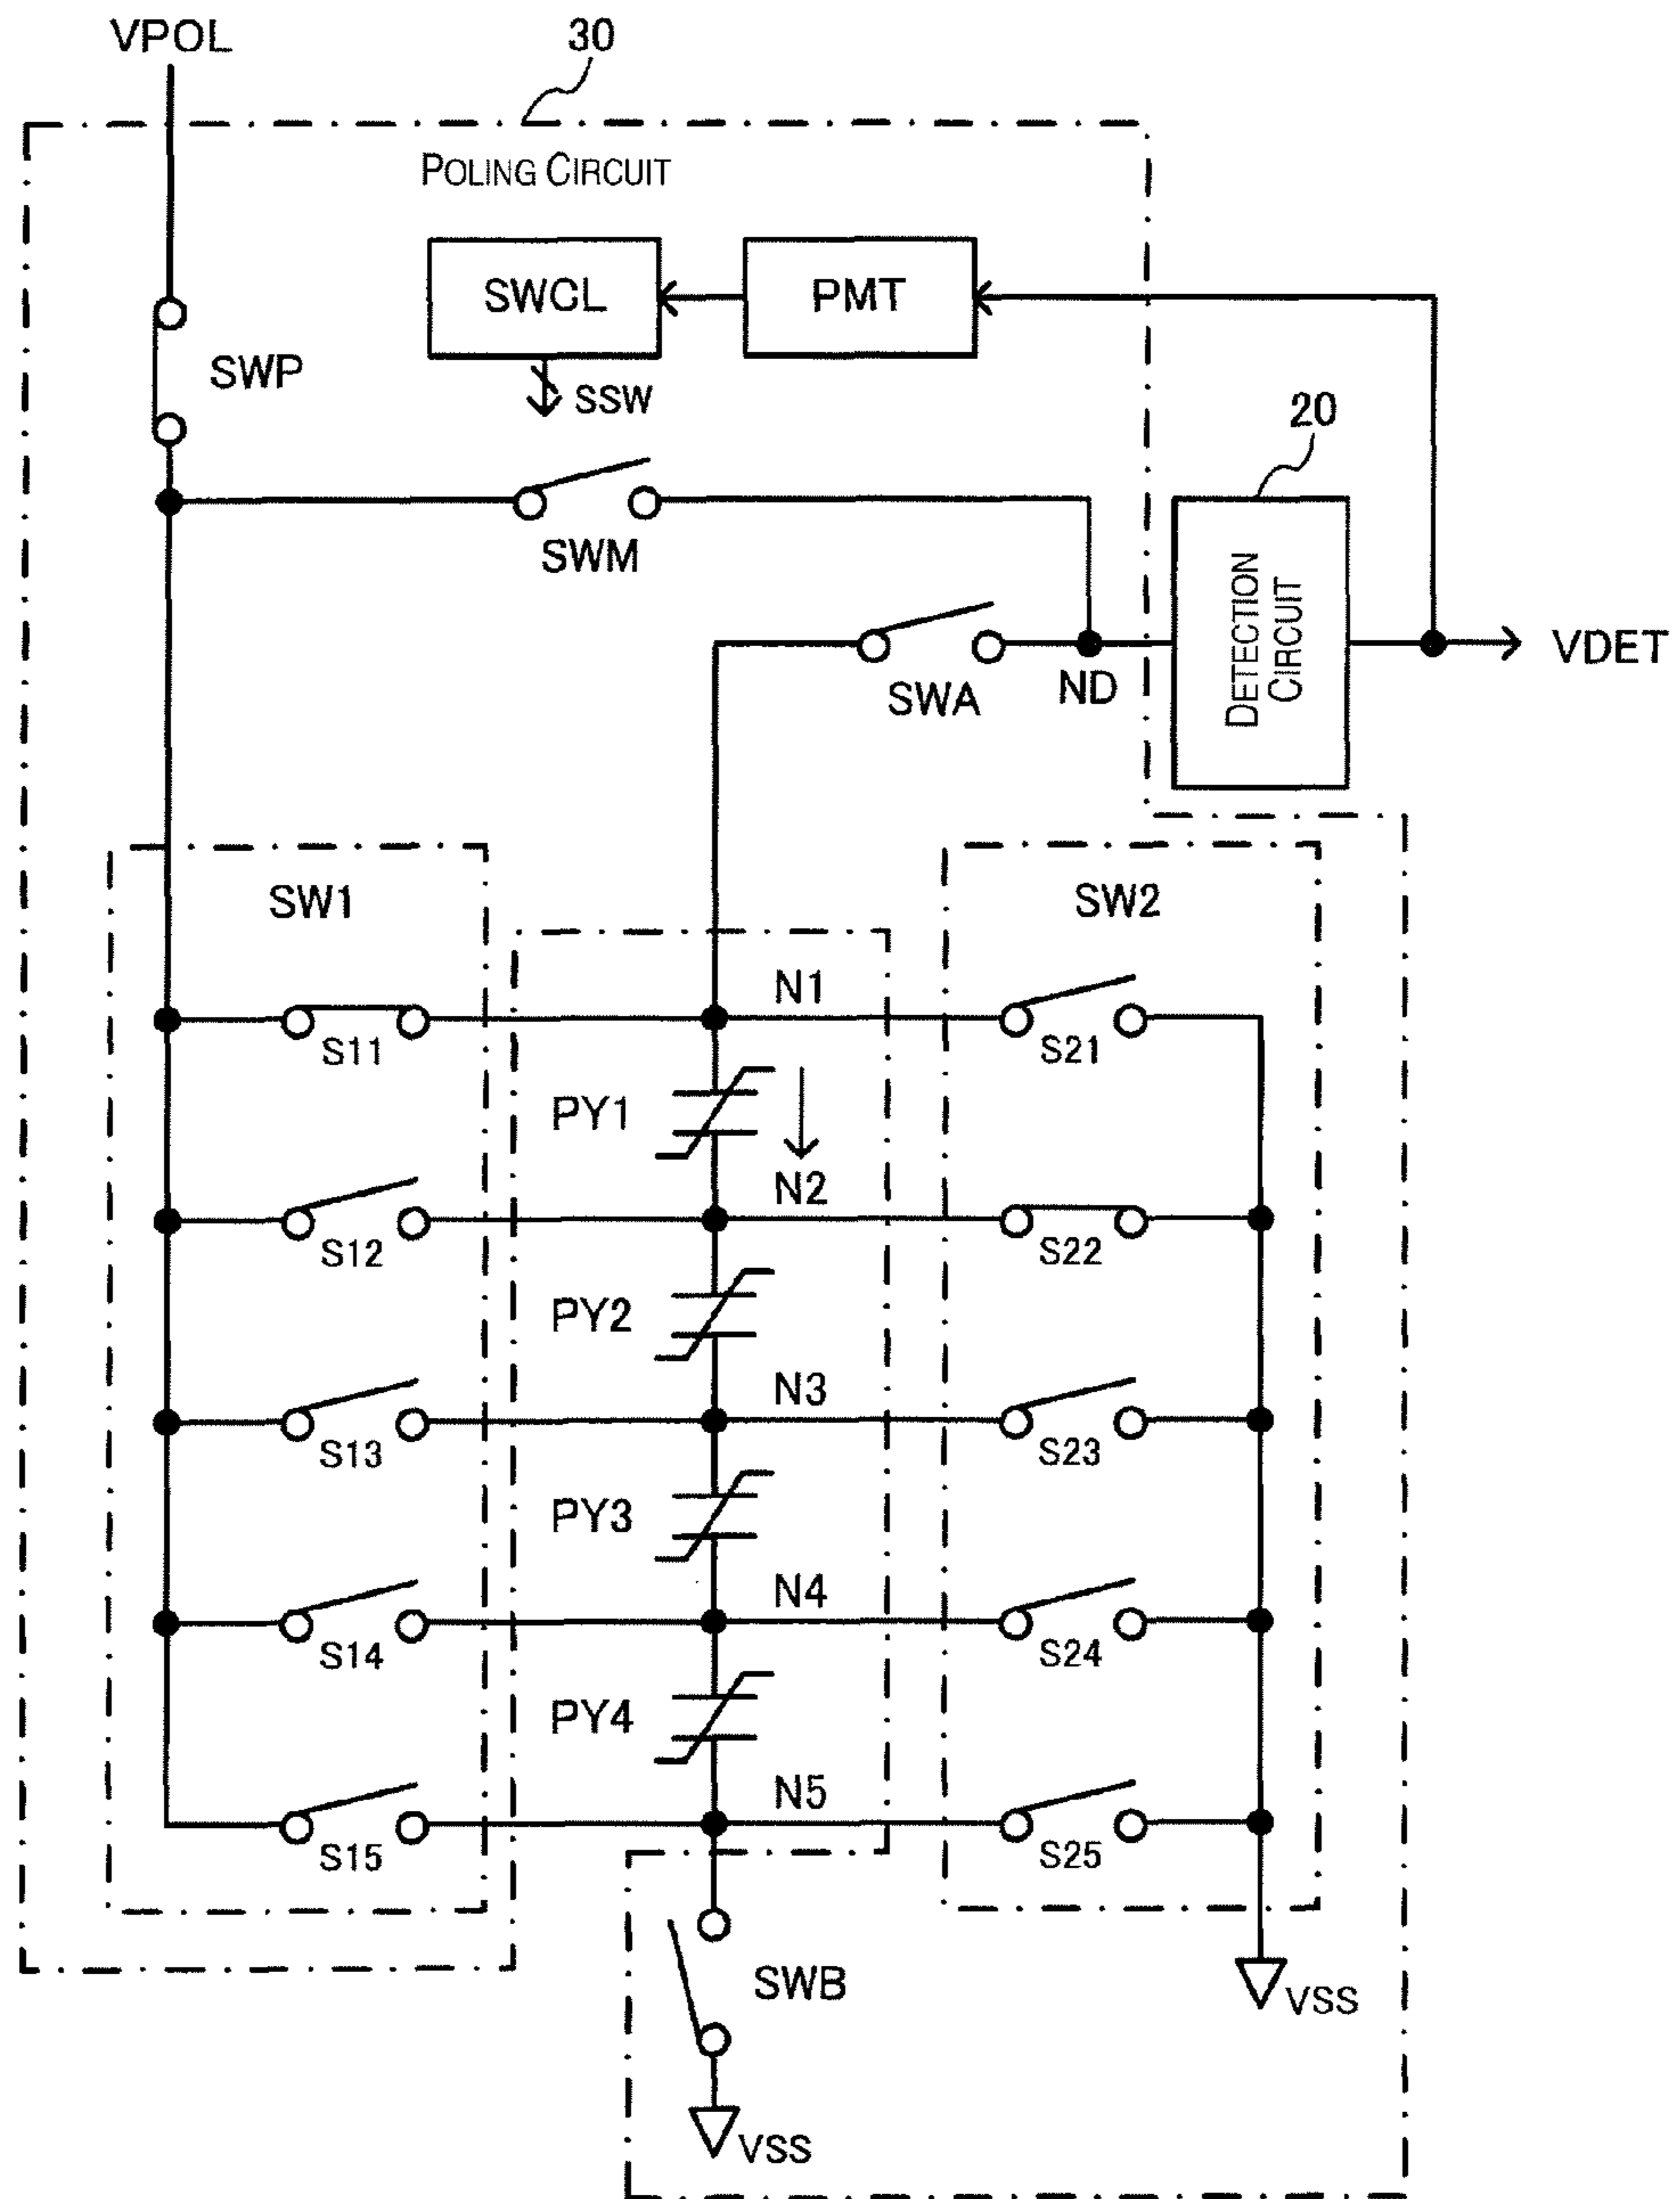 VPOL
30
POLING CIRCUIT
SWCL
PMT
SWP
SSW
20
SWM
DETECTION
CIRCUIT
SWA
ND
VDET
SW1
SW2
N1
S11
S21
PY1
N2
S12
S22
PY2
N3
S13
S23
PY3
N4
S14
S24
PY4
N5
S15
S25
SWB
VSS
VSS